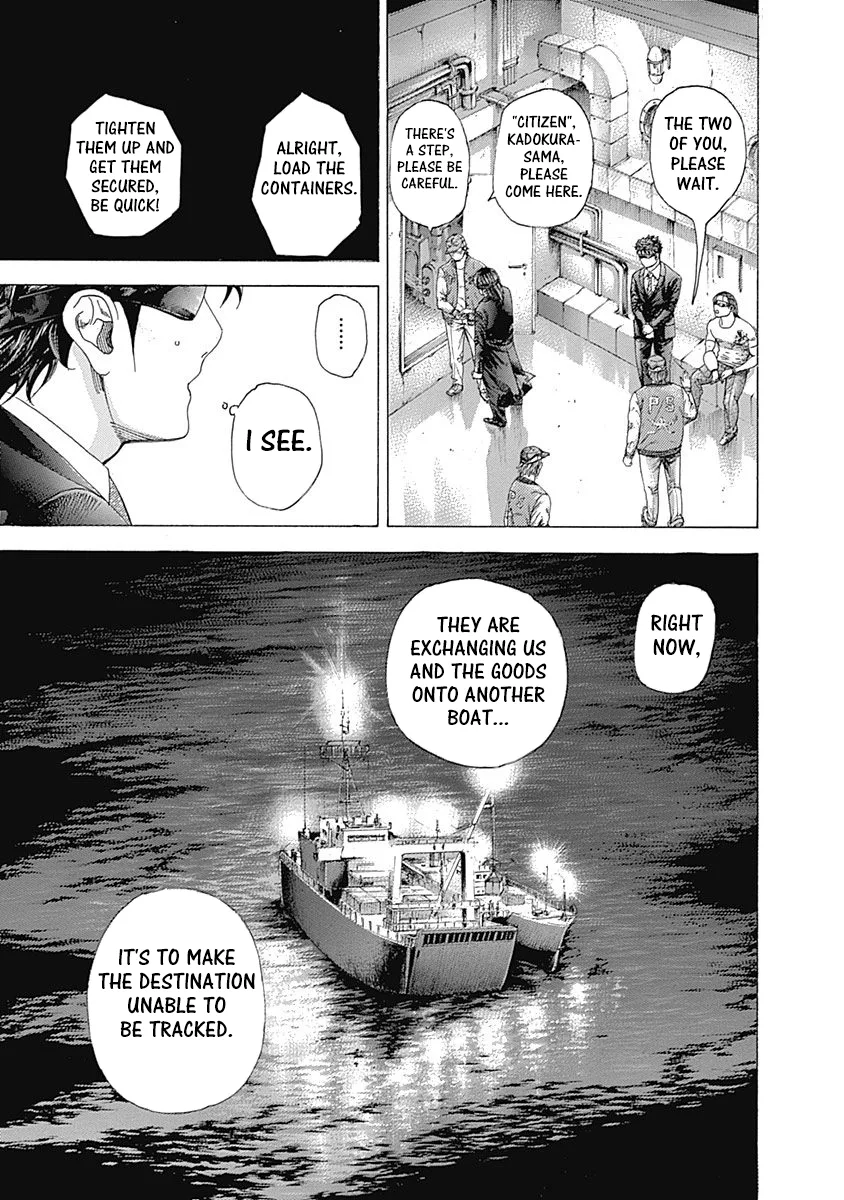 THE TWO
OF YOU,
PLEASE
WAIT.
"CITIZEN",
KADOKURA-
SAMA,
PLEASE
COME HERE.
THERE'S
A STEP,
PLEASE BE
CAREFUL.
P/S
ALRIGHT,
LOAD THE
CONTAINERS.
TIGHTEN
THEM UP AND
GET THEM
SECURED,
BE QUICK!
......
I SEE.
RIGHT
NOW,
THEY ARE
EXCHANGING US
AND THE GOODS
ONTO ANOTHER
BOAT...
IT'S TO MAKE
THE DESTINATION
UNABLE TO
BE TRACKED.